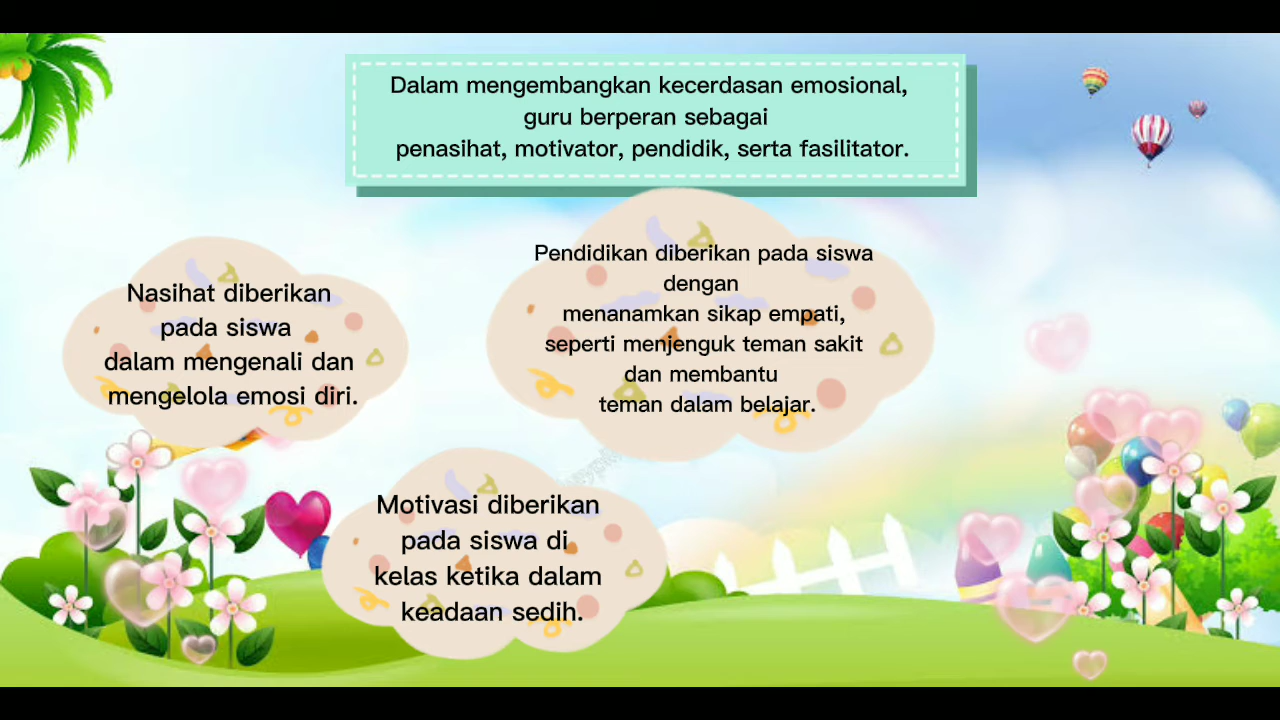 Dalam mengembangkan kecerdasan emosional,
guru berperan sebagai
penasihat, motivator, pendidik, serta fasilitator.
Nasihat diberikan
pada siswa
dalam mengenali dan
mengelola emosi diri.
Pendidikan diberikan pada siswa
dengan
menanamkan sikap empati,
seperti menjenguk teman sakit
dan membantu
teman dalam belajar.
Motivasi diberikan
pada siswa di
kelas ketika dalam
keadaan sedih.